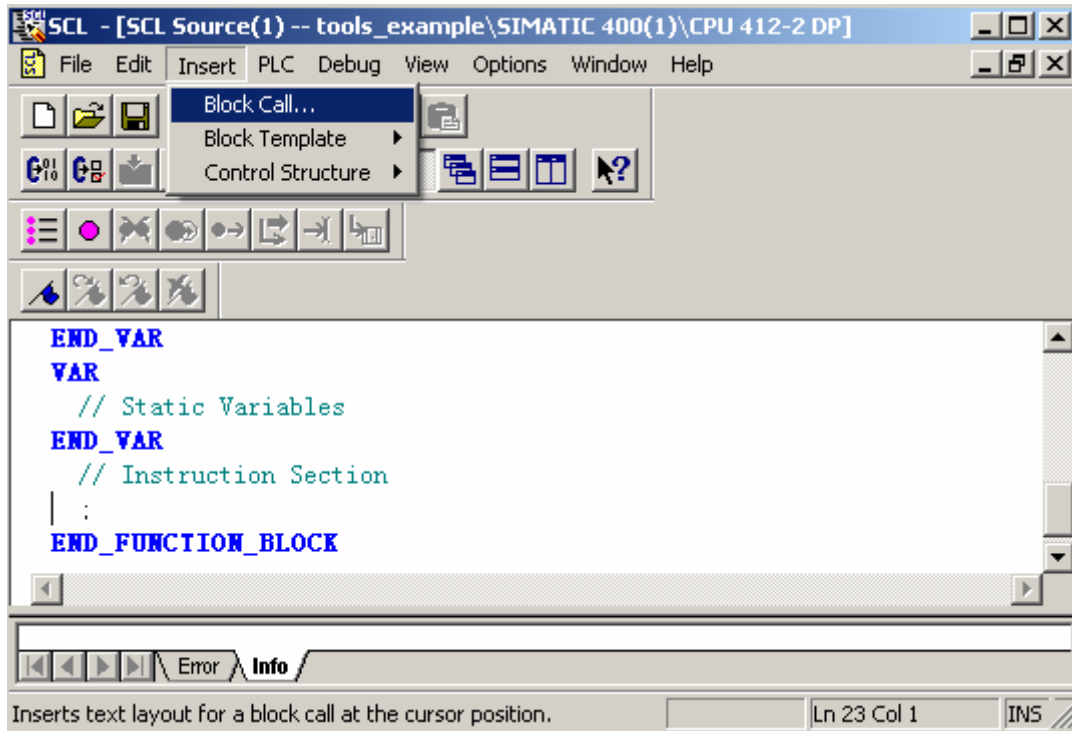 SCL - [SCL Source(1) -- tools_example\SIMATIC 400(1)\CPU 412-2 DP]
File Edit Insert PLC Debug View Options Window Help
Block Call...
Block Template
Control Structure
END_VAR
VAR
// Static Variables
END_VAR
// Instruction Section
;
END_FUNCTION_BLOCK
Error Info
Inserts text layout for a block call at the cursor position. Ln 23 Col 1 INS